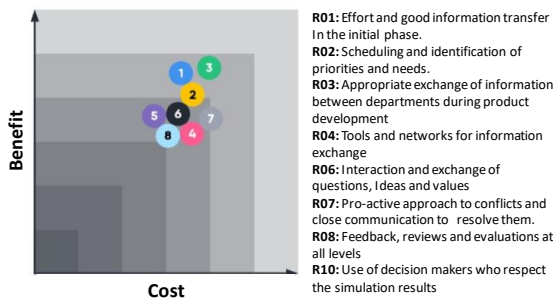 Benefit
1
3
2
5
6
7
8
4
Cost
R01: Effort and good information transfer
In the initial phase.
R02: Scheduling and identification of
priorities and needs.
R03: Appropriate exchange of information
between departments during product
development
R04: Tools and networks for information
exchange
R06: Interaction and exchange of
questions, Ideas and values
R07: Pro-active approach to conflicts and
close communication to resolve them.
R08: Feedback, reviews and evaluations at
all levels
R10: Use of decision makers who respect
the simulation results